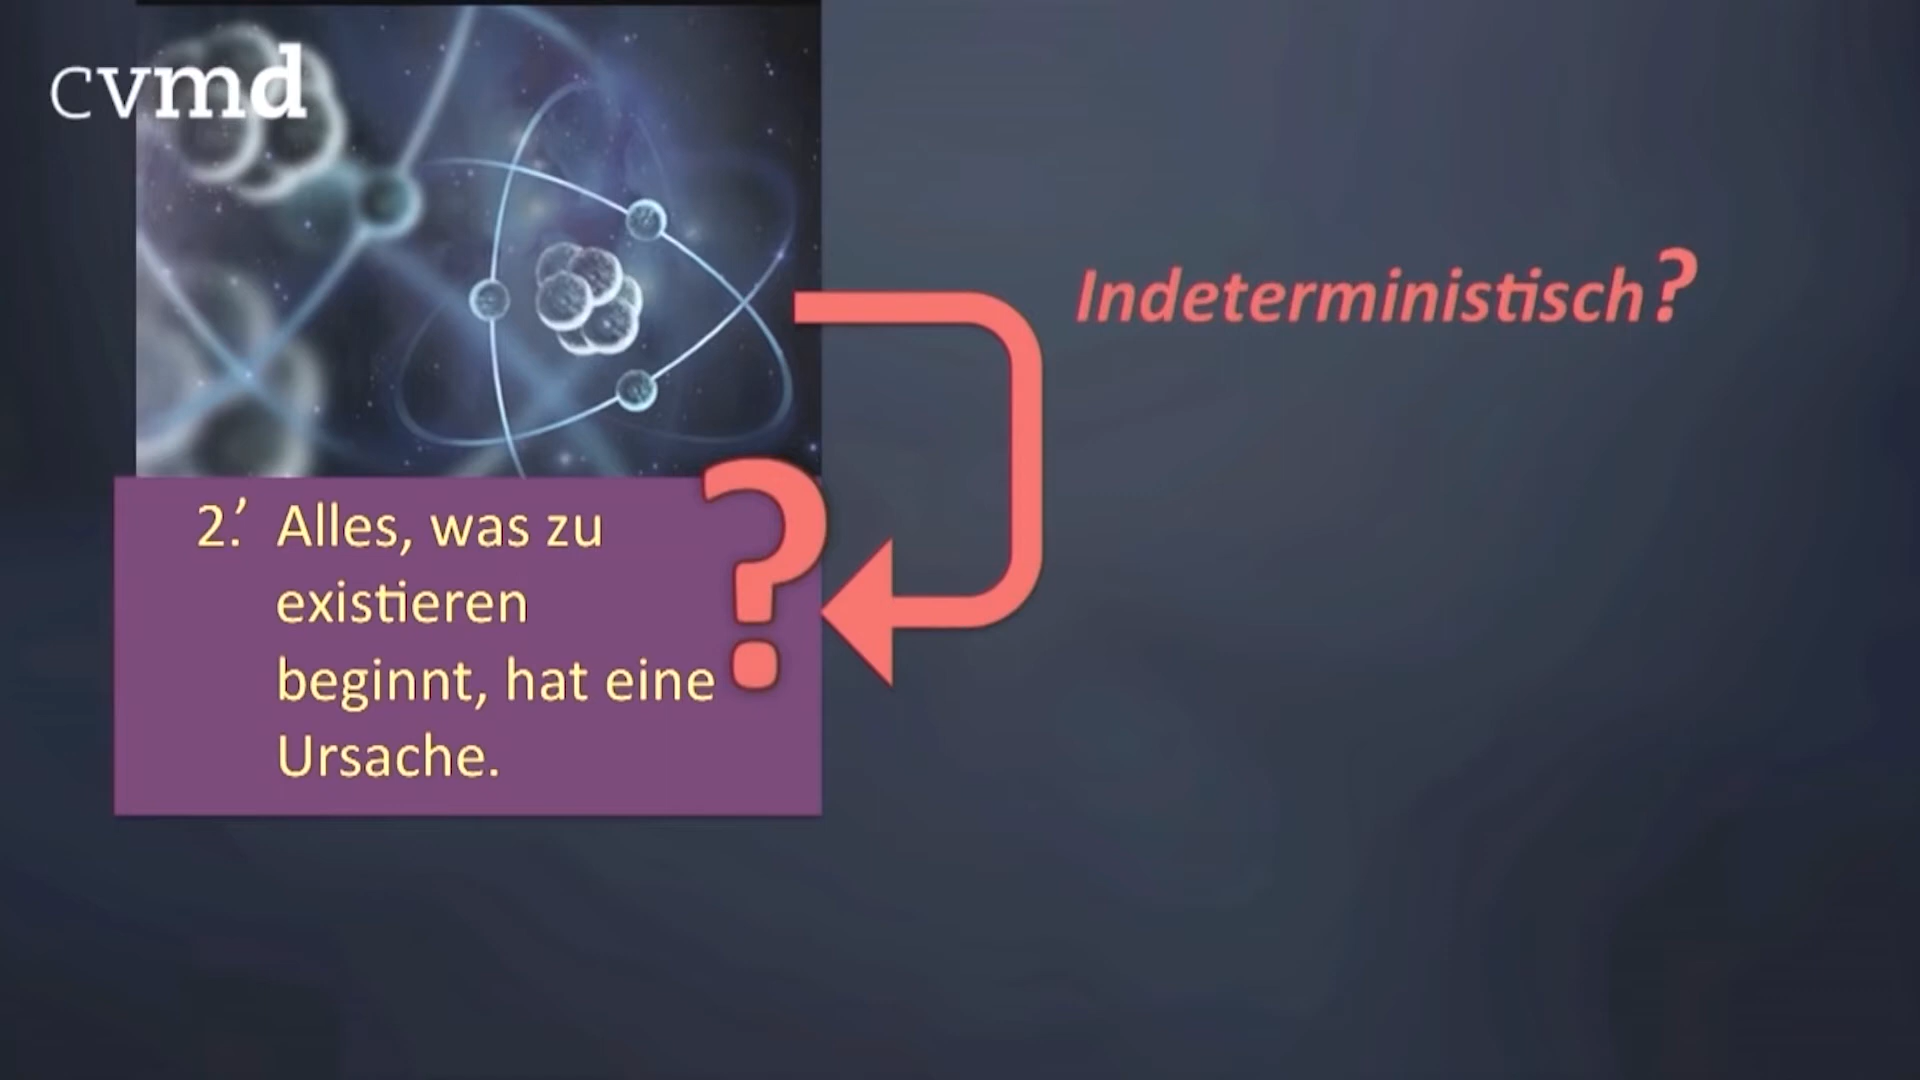 cvmd
Indeterministisch?
2.′ Alles, was zu
existieren
beginnt, hat eine
Ursache.
?